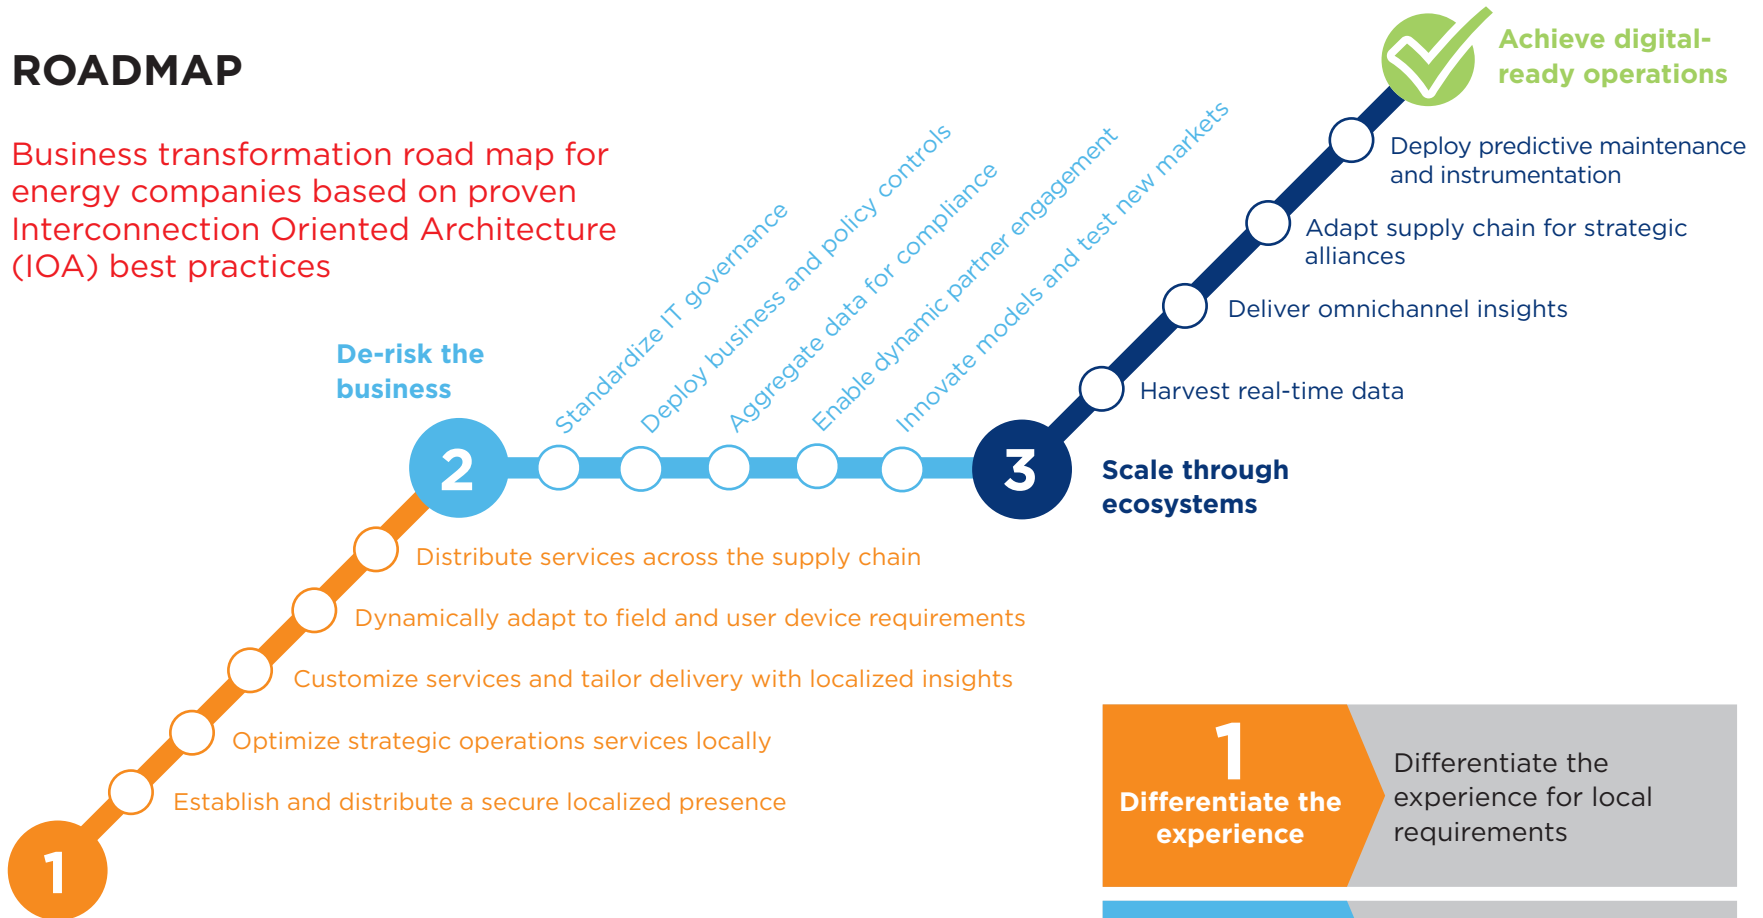 ROADMAP
Business transformation road map for
energy companies based on proven
Interconnection Oriented Architecture
(IOA) best practices
Achieve digital-
ready operations
Deploy predictive maintenance
and instrumentation
Adapt supply chain for strategic
alliances
Deliver omnichannel insights
Harvest real-time data
3
Scale through
ecosystems
Standardize IT governance
Deploy business and policy controls
Aggregate data for compliance
Enable dynamic partner engagement
Innovate models and test new markets
De-risk the
business
2
Distribute services across the supply chain
Dynamically adapt to field and user device requirements
Customize services and tailor delivery with localized insights
Optimize strategic operations services locally
Establish and distribute a secure localized presence
1
1
Differentiate the
experience
Differentiate the
experience for local
requirements